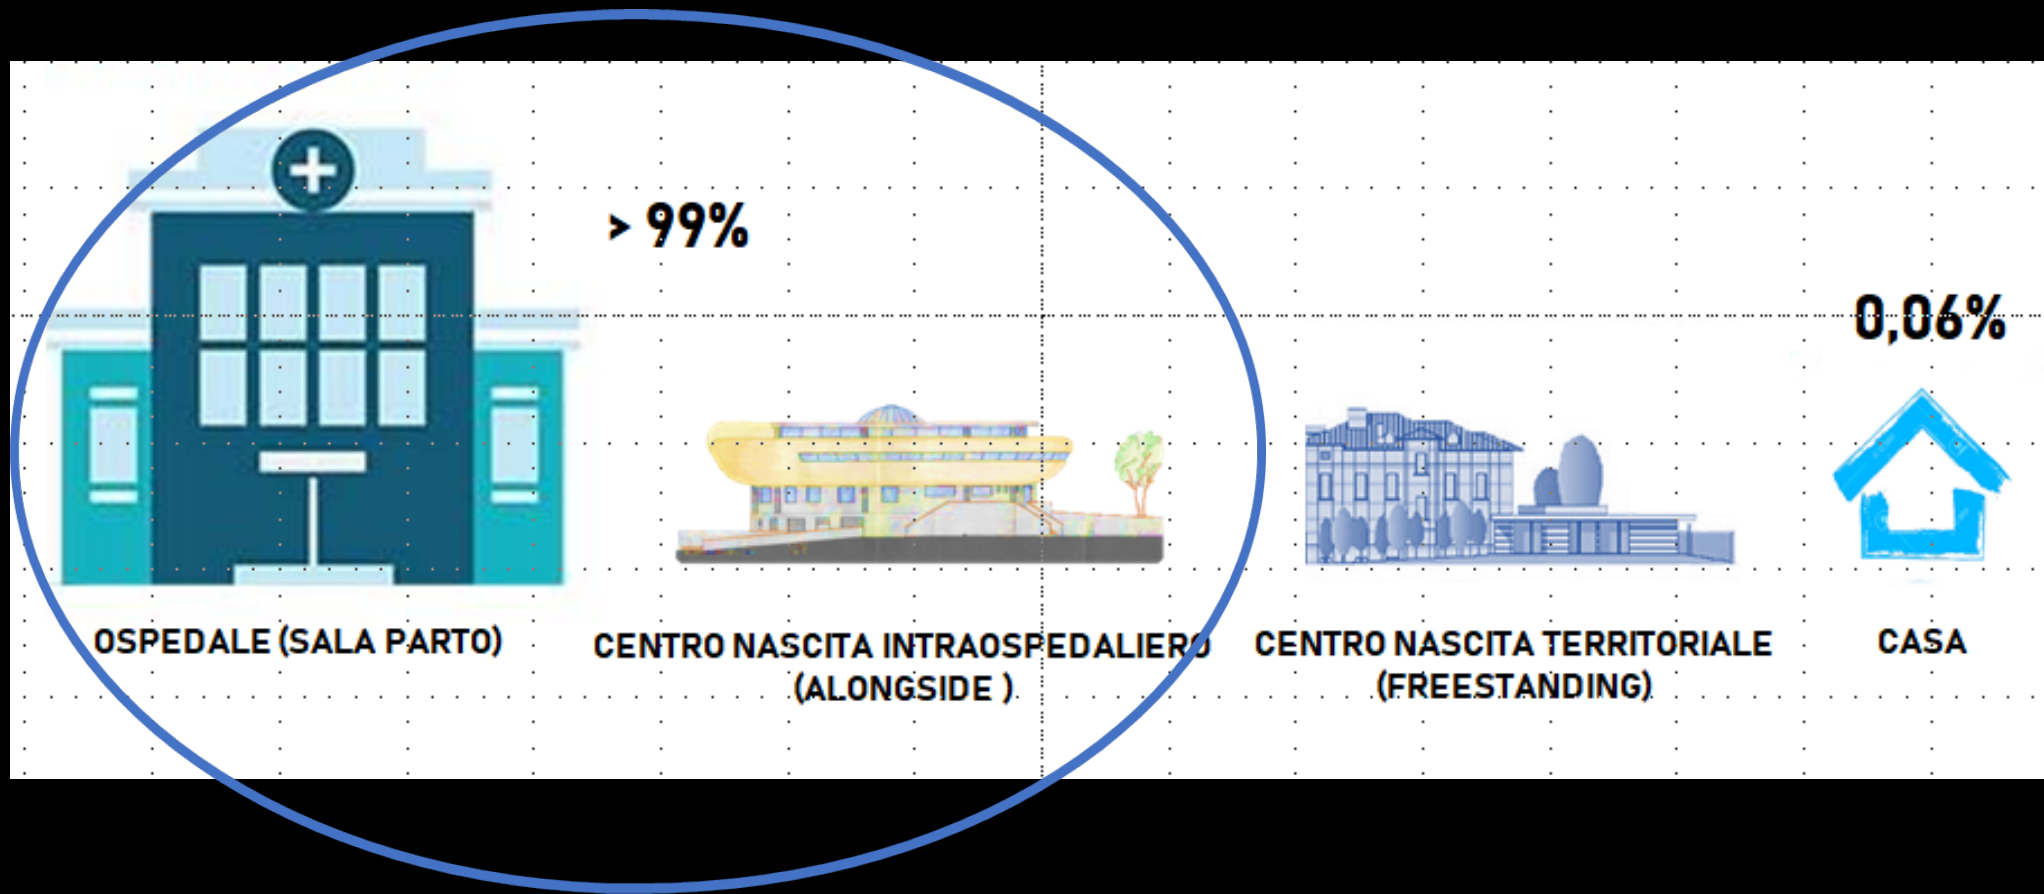 > 99%
0,06%
OSPEDALE (SALA PARTO)
CENTRO NASCITA INTRAOSPEDALIERO
(ALONGSIDE )
CENTRO NASCITA TERRITORIALE
(FREESTANDING)
CASA